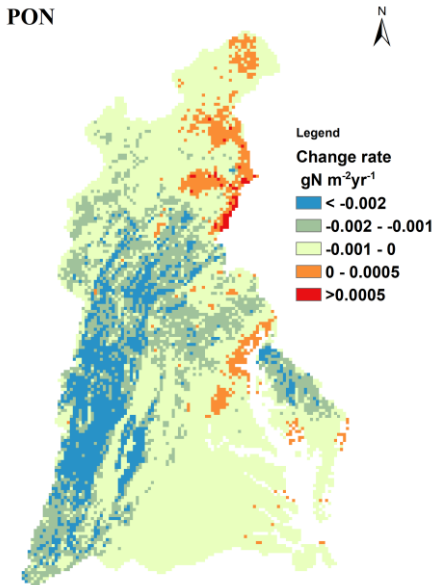 PON
N
Legend
Change rate
gN m⁻²yr⁻¹
< -0.002
-0.002 - -0.001
-0.001 - 0
0 - 0.0005
>0.0005